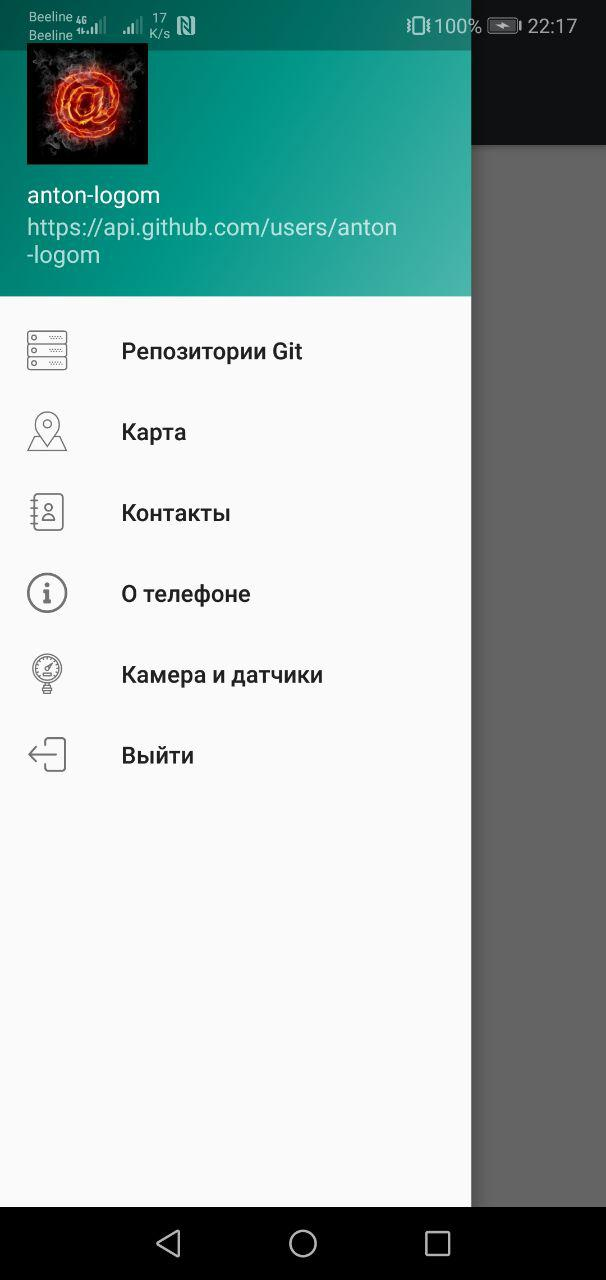 Beeline 4G
Beeline
17
K/s
100%
22:17
anton-logom
https://api.github.com/users/anton
-logom
Репозитории Git
Карта
Контакты
О телефоне
Камера и датчики
Выйти